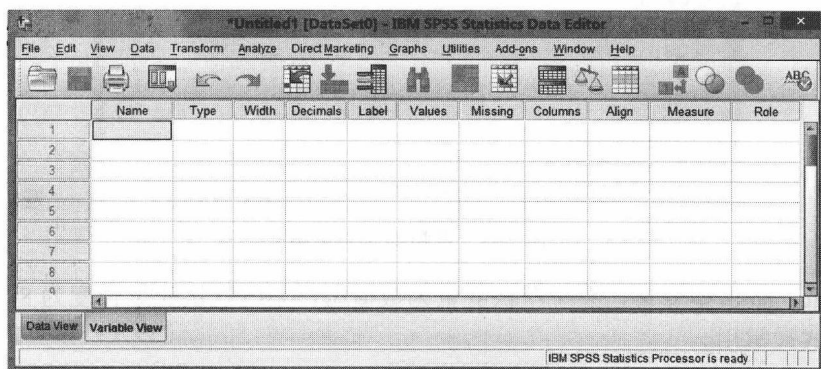 *Untitled1 [DataSet0] - IBM SPSS Statistics Data Editor
File Edit View Data Transform Analyze Direct Marketing Graphs Utilities Add-ons Window Help
ABC
Name Type Width Decimals Label Values Missing Columns Align Measure Role
1
2
3
4
5
6
7
8
9
Data View Variable View
IBM SPSS Statistics Processor is ready